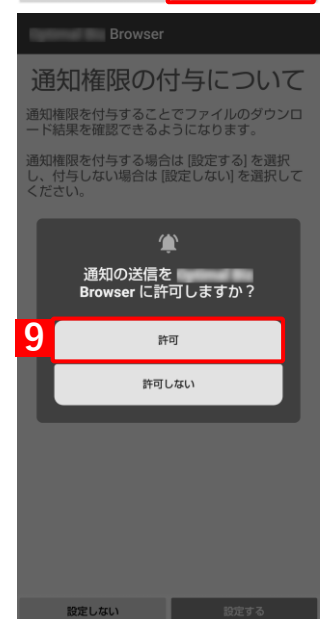 Browser
通知権限の付与について
通知権限を付与することでファイルのダウンロ
ード結果を確認できるようになります。
通知権限を付与する場合は [設定する] を選択
し、付与しない場合は [設定しない] を選択して
ください。
通知の送信を
Browser に許可しますか？
9
許可
許可しない
設定しない
設定する